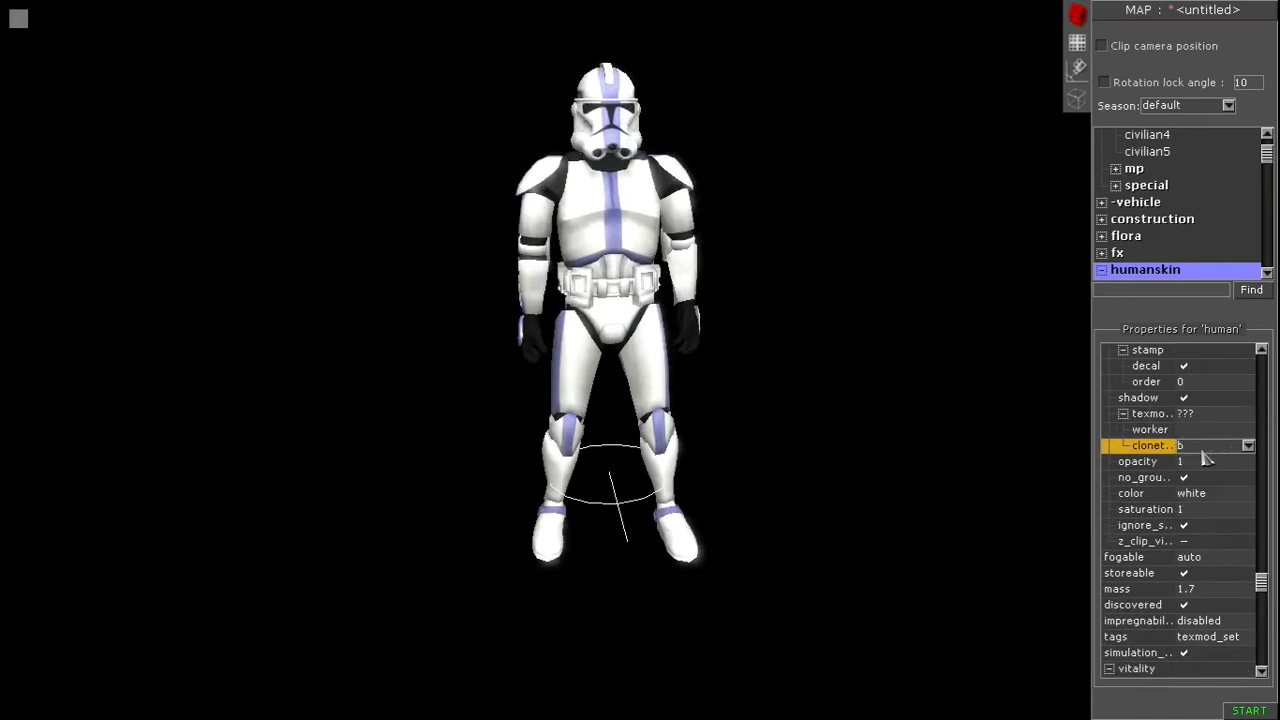 MAP : *<untitled>
Clip camera position
Rotation lock angle : 10
Season: default
civilian4
civilian5
mp
special
-vehicle
construction
flora
fx
humanskin
Find
Properties for 'human'
stamp
decal
order 0
shadow
texmo.. ???
worker
clonet.. b
opacity 1
no_grou..
color white
saturation 1
ignore_s..
z_clip_vi..
fogable auto
storeable
mass 1.7
discovered
impregnabil.. disabled
tags texmod_set
simulation_..
vitality
START